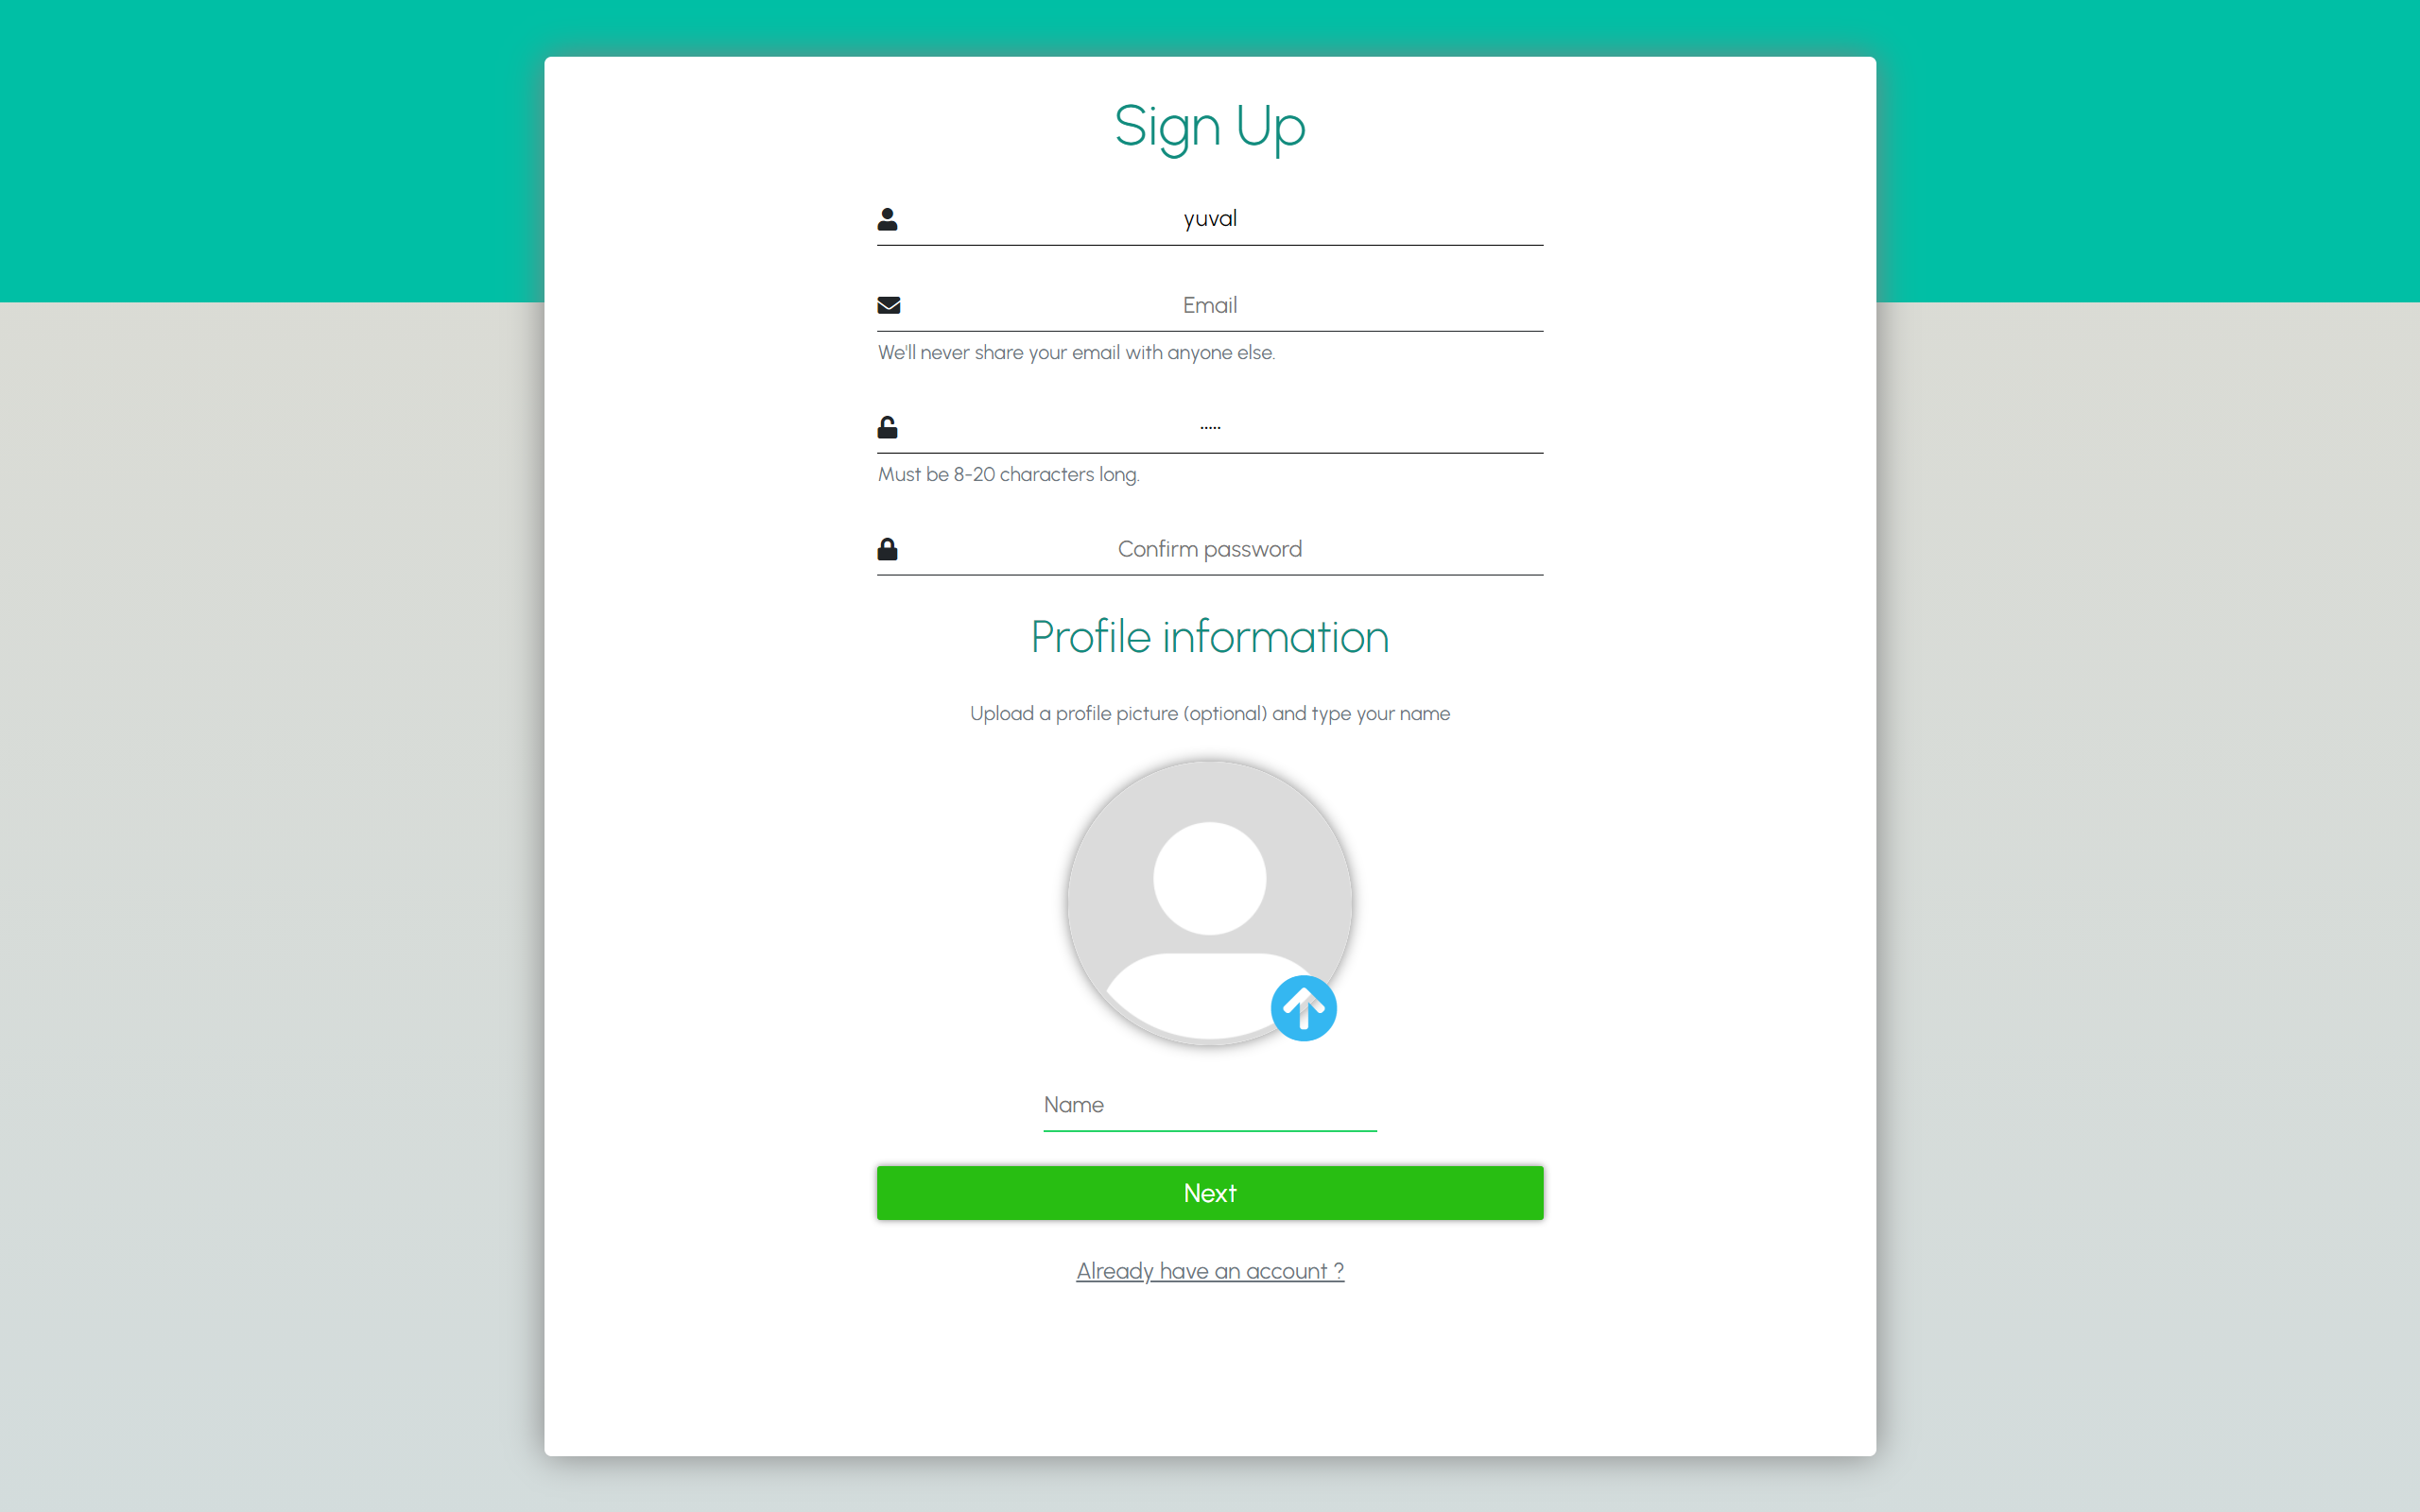 Sign Up
yuval
Email
We'll never share your email with anyone else.
•••••
Must be 8-20 characters long.
Confirm password
Profile information
Upload a profile picture (optional) and type your name
Name
Next
Already have an account ?